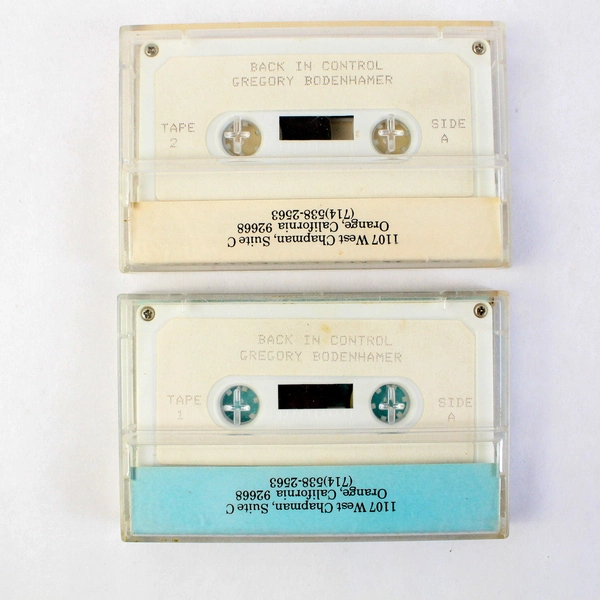 BACK IN CONTROL
GREGORY BODENHAMER
TAPE
2
SIDE
A
1107 West Chapman, Suite C
Orange, California 92668
(714)538-2563
BACK IN CONTROL
GREGORY BODENHAMER
TAPE
1
SIDE
A
1107 West Chapman, Suite C
Orange, California 92668
(714)538-2563